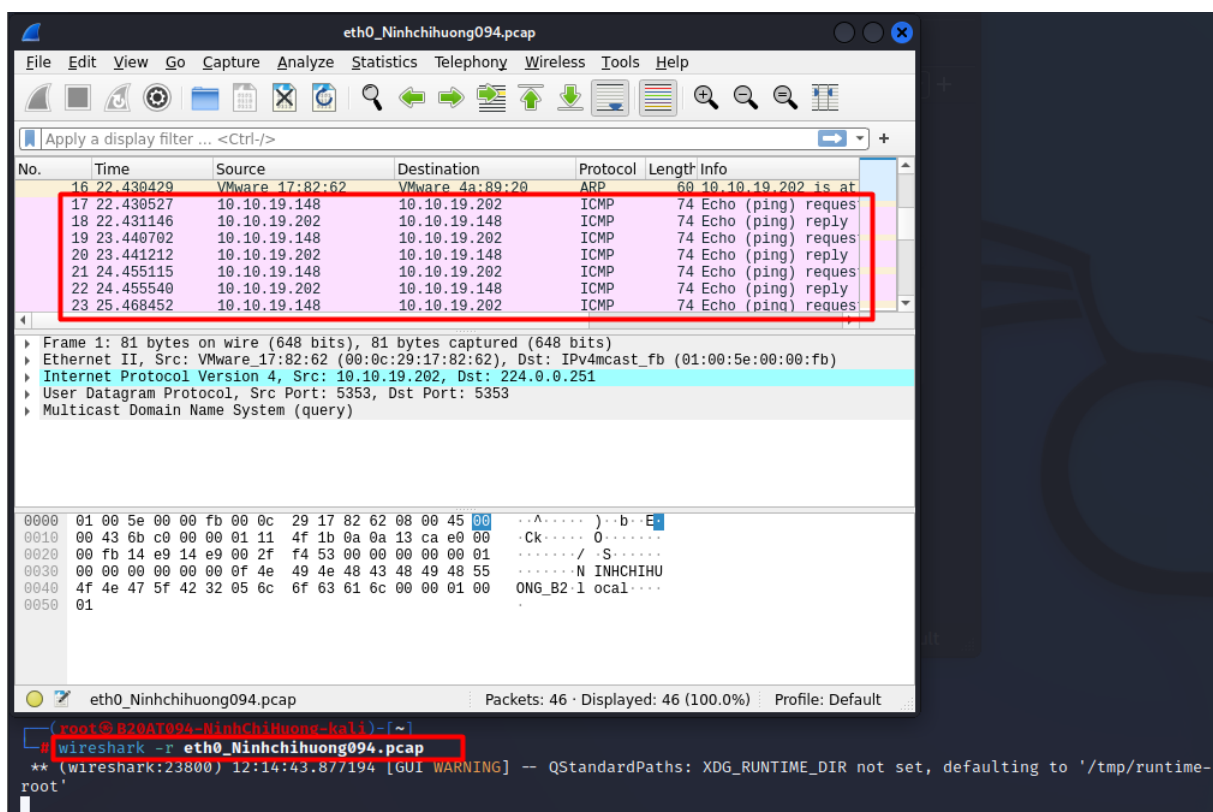 eth0_Ninhchihuong094.pcap
File Edit View Go Capture Analyze Statistics Telephony Wireless Tools Help
Apply a display filter ... <Ctrl-/>
No. Time Source Destination Protocol Length Info
16 22.430429 VMware_17:82:62 VMware_4a:89:20 ARP 60 10.10.19.202 is at
17 22.430527 10.10.19.148 10.10.19.202 ICMP 74 Echo (ping) reques
18 22.431146 10.10.19.202 10.10.19.148 ICMP 74 Echo (ping) reply
19 23.440702 10.10.19.148 10.10.19.202 ICMP 74 Echo (ping) reques
20 23.441212 10.10.19.202 10.10.19.148 ICMP 74 Echo (ping) reply
21 24.455115 10.10.19.148 10.10.19.202 ICMP 74 Echo (ping) reques
22 24.455540 10.10.19.202 10.10.19.148 ICMP 74 Echo (ping) reply
23 25.468452 10.10.19.148 10.10.19.202 ICMP 74 Echo (ping) reques
Frame 1: 81 bytes on wire (648 bits), 81 bytes captured (648 bits)
Ethernet II, Src: VMware_17:82:62 (00:0c:29:17:82:62), Dst: IPv4mcast_fb (01:00:5e:00:00:fb)
Internet Protocol Version 4, Src: 10.10.19.202, Dst: 224.0.0.251
User Datagram Protocol, Src Port: 5353, Dst Port: 5353
Multicast Domain Name System (query)
0000 01 00 5e 00 00 fb 00 0c 29 17 82 62 08 00 45 00 ··^····· )··b··E·
0010 00 43 6b c0 00 00 01 11 4f 1b 0a 0a 13 ca e0 00 ·Ck····· O·······
0020 00 fb 14 e9 14 e9 00 2f f4 53 00 00 00 00 00 01 ·······/ ·S······
0030 00 00 00 00 00 00 0f 4e 49 4e 48 43 48 49 48 55 ·······N INHCHIHU
0040 4f 4e 47 5f 42 32 05 6c 6f 63 61 6c 00 00 01 00 ONG_B2·l ocal····
0050 01 ·
eth0_Ninhchihuong094.pcap Packets: 46 · Displayed: 46 (100.0%) Profile: Default
(root㉿B20AT094-NinhChiHuong-kali)-[~]
# wireshark -r eth0_Ninhchihuong094.pcap
** (wireshark:23800) 12:14:43.877194 [GUI WARNING] -- QStandardPaths: XDG_RUNTIME_DIR not set, defaulting to '/tmp/runtime-
root'